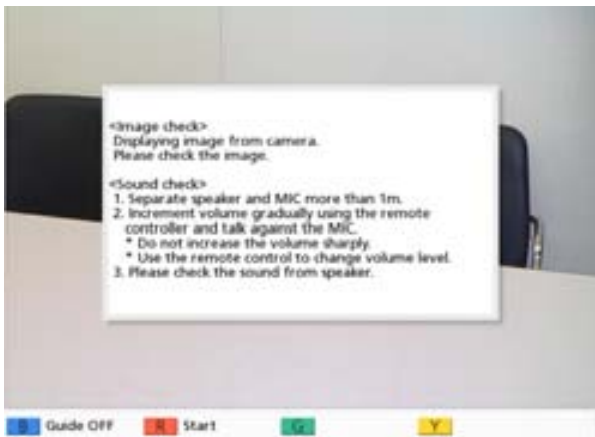 <Image check>
Displaying image from camera.
Please check the image.
<Sound check>
1. Separate speaker and MIC more than 1m.
2. Increment volume gradually using the remote
controller and talk against the MIC.
* Do not increase the volume sharply.
* Use the remote control to change volume level.
3. Please check the sound from speaker.
B Guide OFF R Start G Y